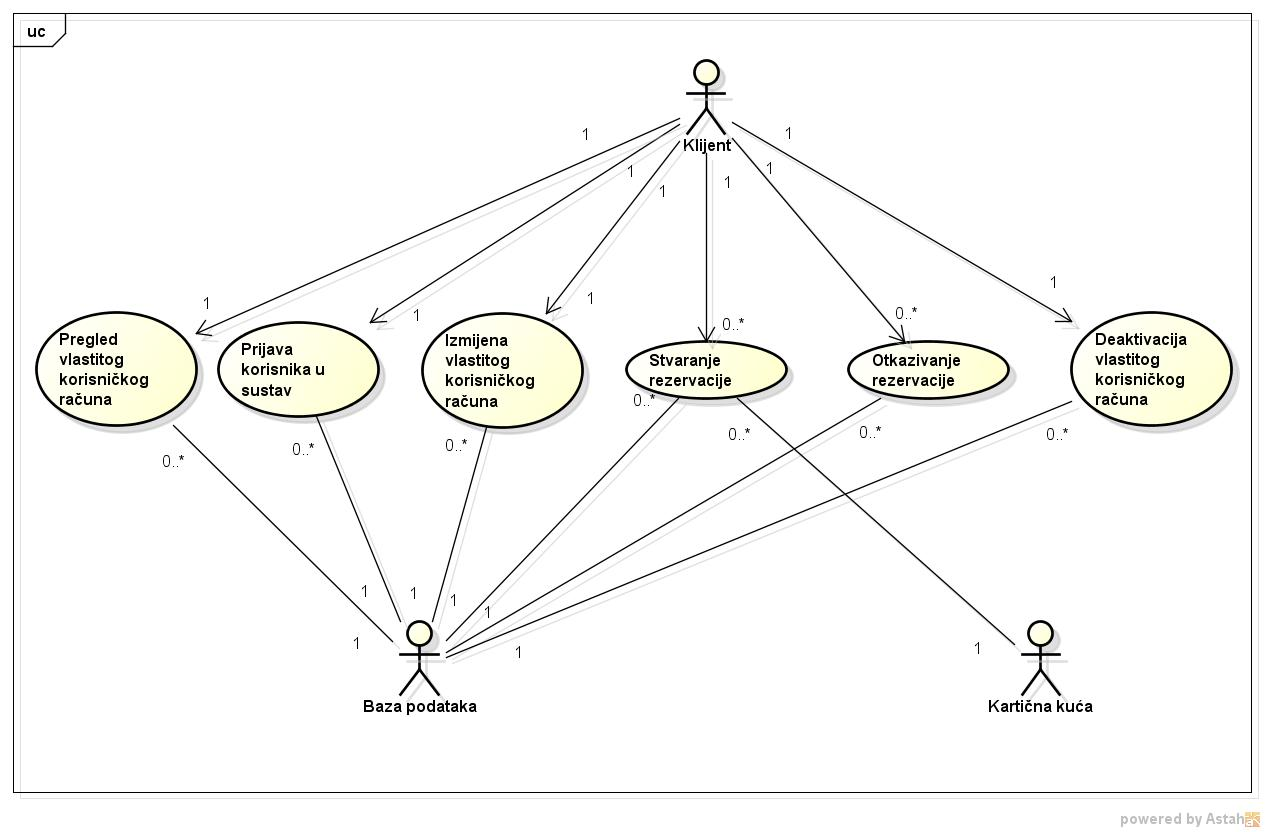 uc
Klijent
1
1
1
1
1
1
1
1
1
0..*
0..*
1
Pregled
vlastitog
korisničkog
računa
Prijava
korisnika u
sustav
Izmijena
vlastitog
korisničkog
računa
Stvaranje
rezervacije
Otkazivanje
rezervacije
Deaktivacija
vlastitog
korisničkog
računa
0..*
0..*
0..*
0..*
0..*
0..*
0..*
1
1
1
1
1
1
1
Baza podataka
Kartična kuća
powered by Astah